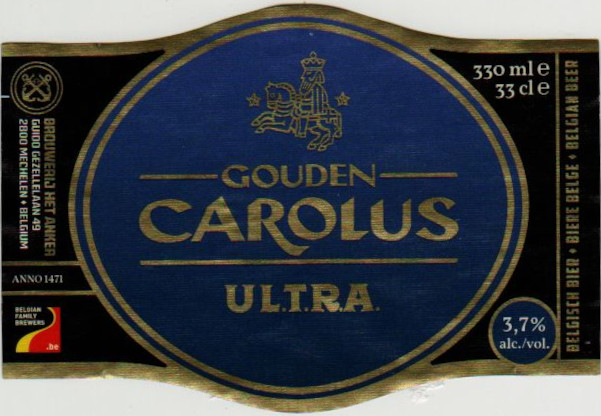 BROUWERIJ HET ANKER
GUIDO GEZELLELAAN 49
2800 MECHELEN • BELGIUM
ANNO 1471
BELGIAN
FAMILY
BREWERS
.be
GOUDEN
CAROLUS
U.L.T.R.A.
330 ml e
33 cl e
3,7%
alc./vol.
BELGISCH BIER • BIERE BELGE • BELGIAN BEER